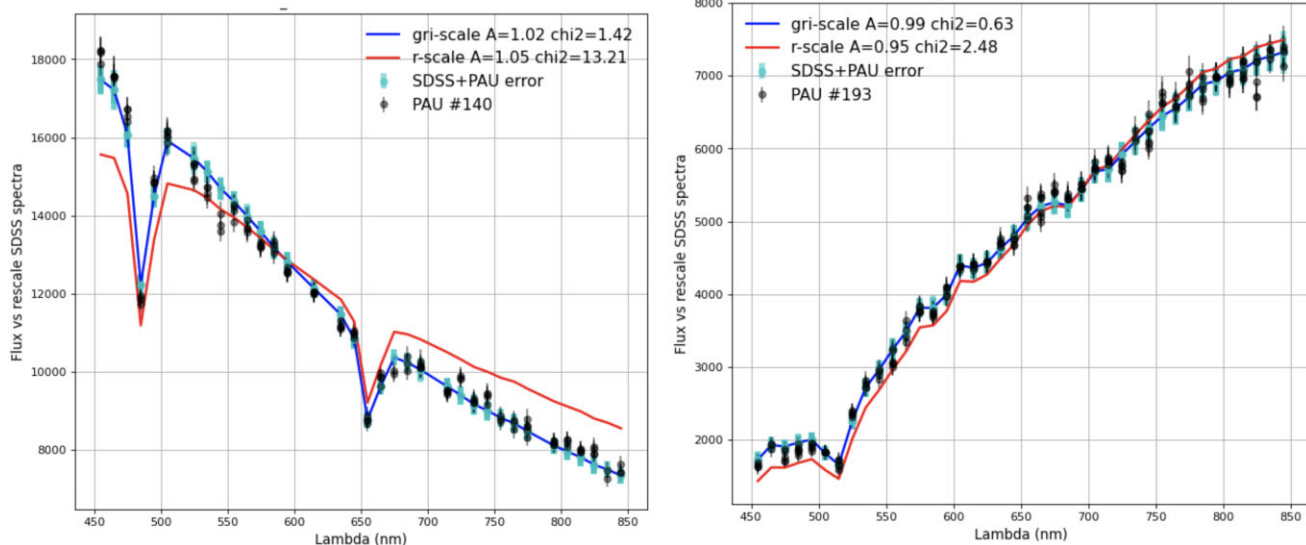 gri-scale A=1.02 chi2=1.42
r-scale A=1.05 chi2=13.21
SDSS+PAU error
PAU #140
18000
16000
14000
12000
10000
8000
Flux vs rescale SDSS spectra
450 500 550 600 650 700 750 800 850
Lambda (nm)
gri-scale A=0.99 chi2=0.63
r-scale A=0.95 chi2=2.48
SDSS+PAU error
PAU #193
8000
7000
6000
5000
4000
3000
2000
Flux vs rescale SDSS spectra
450 500 550 600 650 700 750 800 850
Lambda (nm)